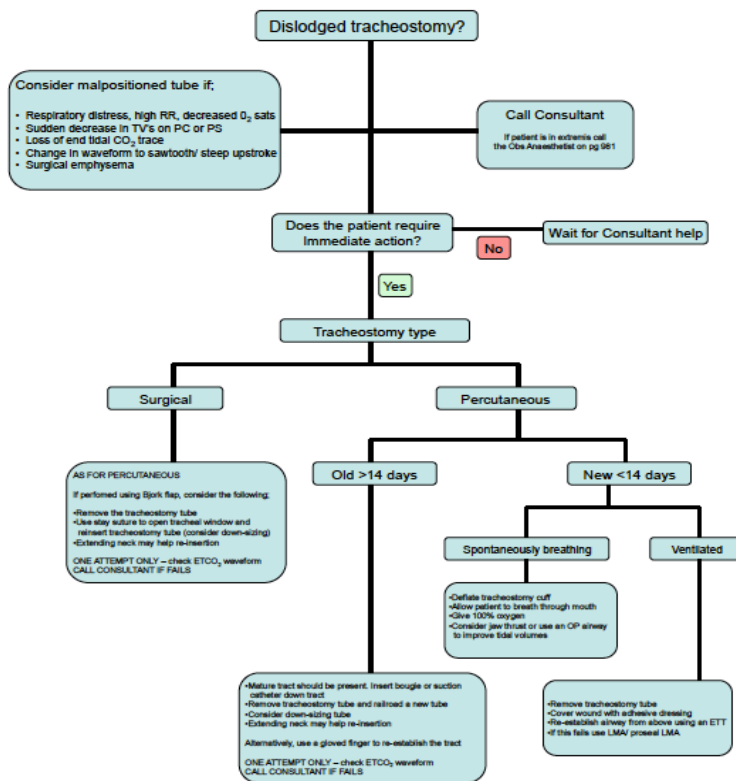 Dislodged tracheostomy?
Consider malpositioned tube if;
• Respiratory distress, high RR, decreased 0₂ sats
• Sudden decrease in TV's on PC or PS
• Loss of end tidal CO₂ trace
• Change in waveform to sawtooth/ steep upstroke
• Surgical emphysema
Call Consultant
If patient is in extremis call
the Obs Anaesthetist on pg 981
Does the patient require
Immediate action?
No
Wait for Consultant help
Yes
Tracheostomy type
Surgical
Percutaneous
AS FOR PERCUTANEOUS
If perfomed using Bjork flap, consider the following;
•Remove the tracheostomy tube
•Use stay suture to open tracheal window and
reinsert tracheostomy tube (consider down-sizing)
•Extending neck may help re-insertion
ONE ATTEMPT ONLY – check ETCO₂ waveform
CALL CONSULTANT IF FAILS
Old >14 days
New <14 days
Spontaneously breathing
Ventilated
•Deflate tracheostomy cuff
•Allow patient to breath through mouth
•Give 100% oxygen
•Consider jaw thrust or use an OP airway
to improve tidal volumes
•Mature tract should be present. Insert bougie or suction
catheter down tract
•Remove tracheostomy tube and railroad a new tube
•Consider down-sizing tube
•Extending neck may help re-insertion
Alternatively, use a gloved finger to re-establish the tract
ONE ATTEMPT ONLY – check ETCO₂ waveform
CALL CONSULTANT IF FAILS
•Remove tracheostomy tube
•Cover wound with adhesive dressing
•Re-establish airway from above using an ETT
•If this fails use LMA/ proseal LMA